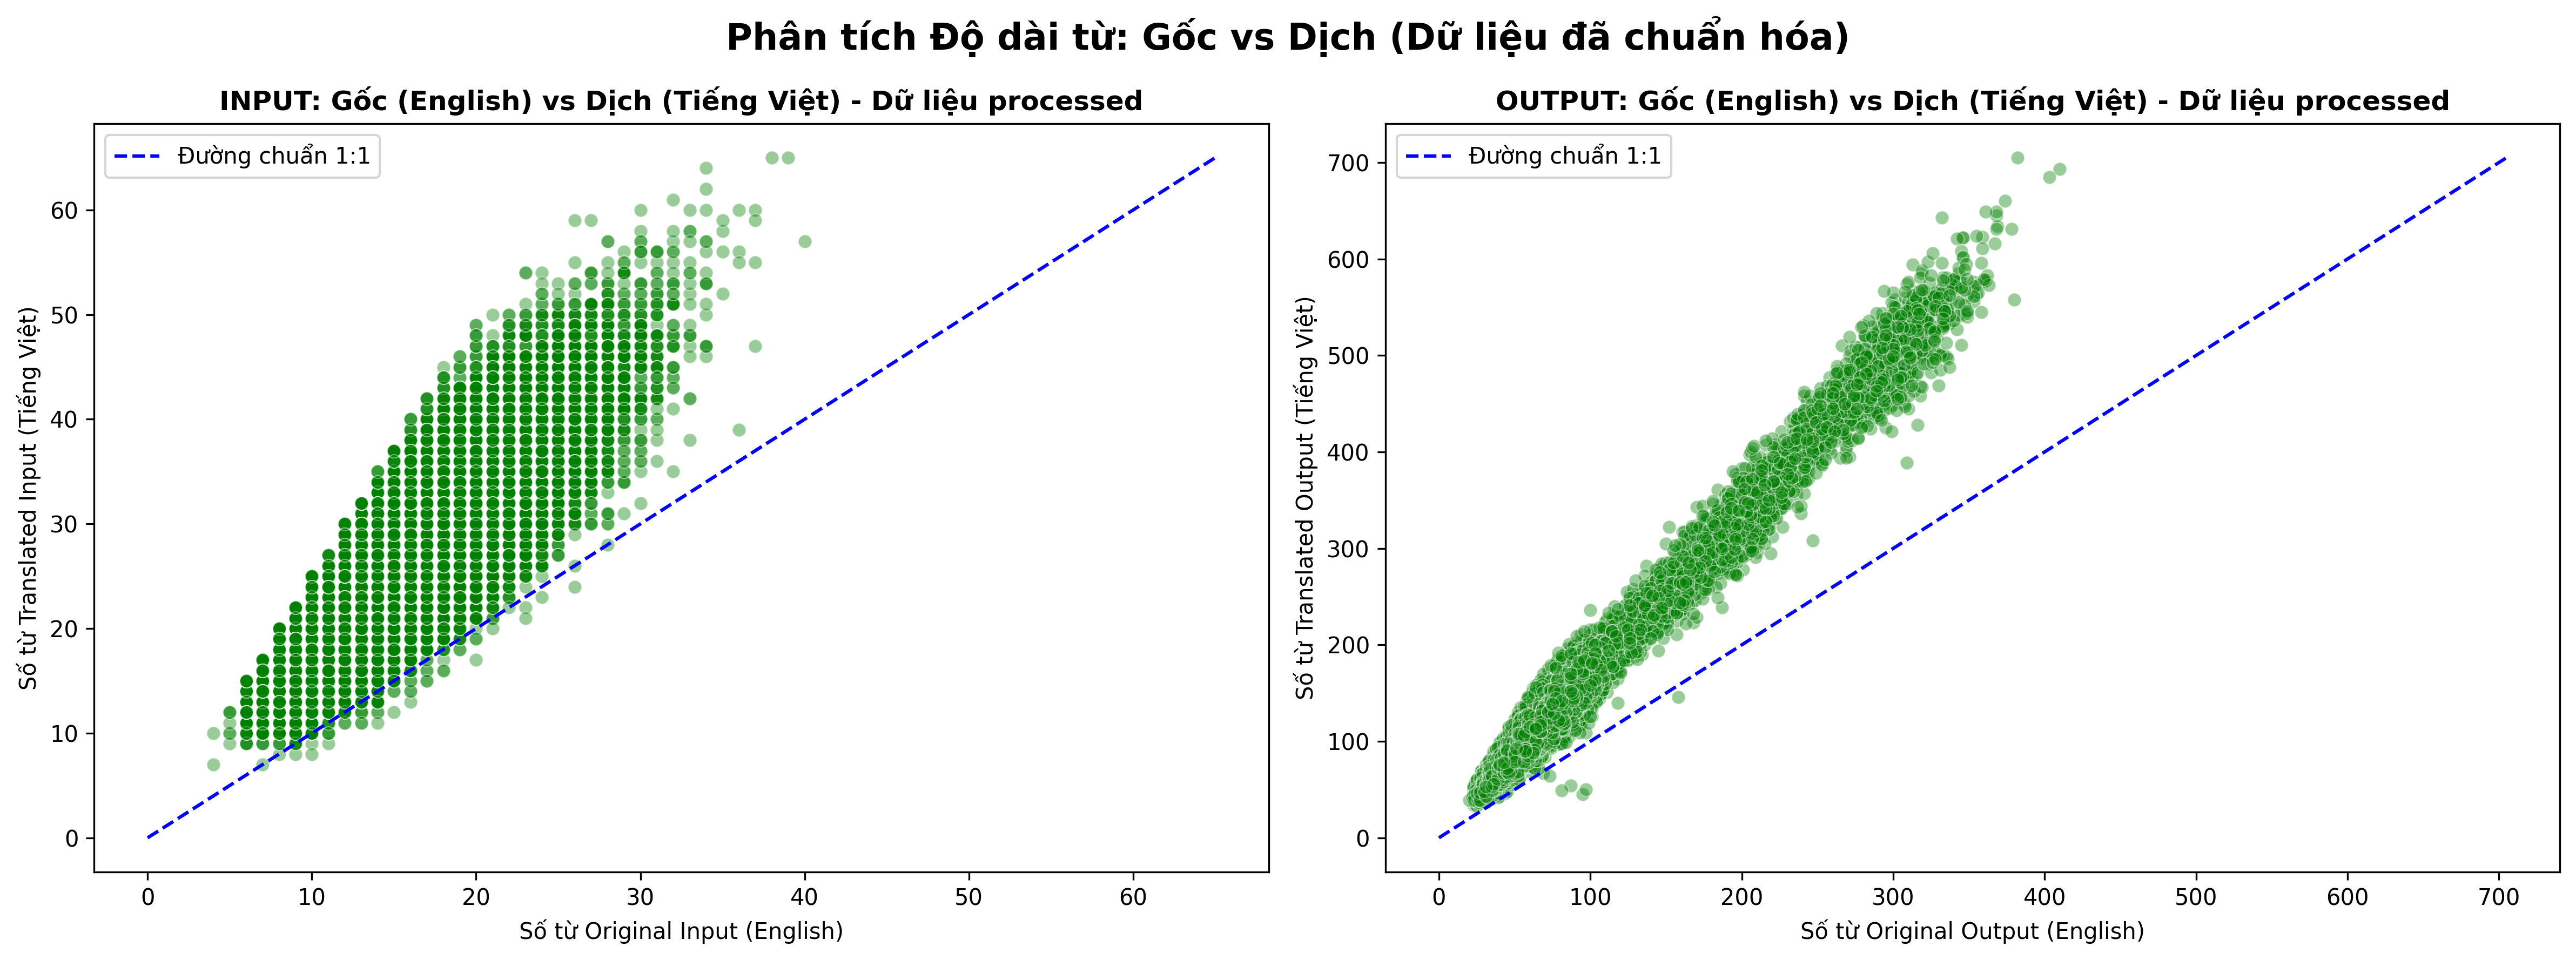 Phân tích Độ dài từ: Gốc vs Dịch (Dữ liệu đã chuẩn hóa)
INPUT: Gốc (English) vs Dịch (Tiếng Việt) - Dữ liệu processed
Đường chuẩn 1:1
Số từ Translated Input (Tiếng Việt)
60
50
40
30
20
10
0
0 10 20 30 40 50 60
Số từ Original Input (English)
OUTPUT: Gốc (English) vs Dịch (Tiếng Việt) - Dữ liệu processed
Đường chuẩn 1:1
Số từ Translated Output (Tiếng Việt)
700
600
500
400
300
200
100
0
0 100 200 300 400 500 600 700
Số từ Original Output (English)